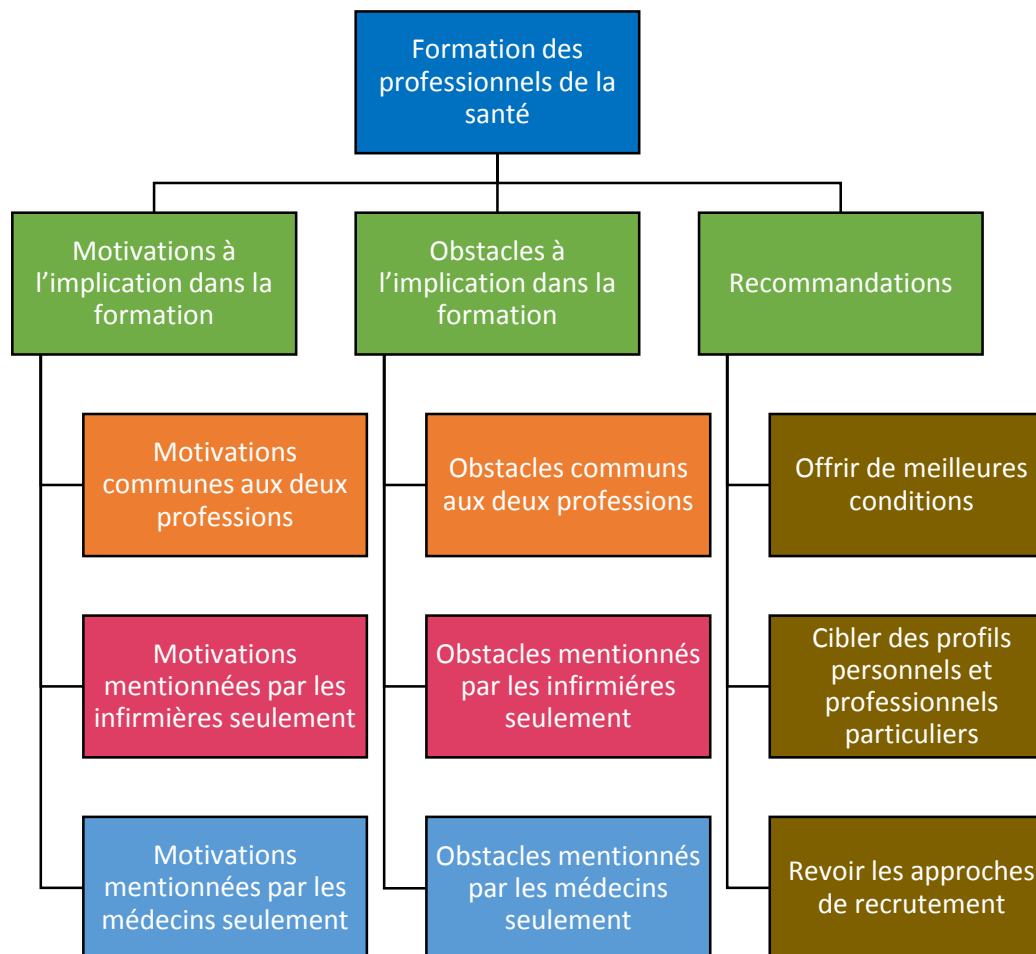 Formation des
professionnels de la
santé
Motivations à
l’implication dans la
formation
Obstacles à
l’implication dans la
formation
Recommandations
Motivations
communes aux deux
professions
Obstacles communs
aux deux professions
Offrir de meilleures
conditions
Motivations
mentionnées par les
infirmières seulement
Obstacles mentionnés
par les infirmiéres
seulement
Cibler des profils
personnels et
professionnels
particuliers
Motivations
mentionnées par les
médecins seulement
Obstacles mentionnés
par les médecins
seulement
Revoir les approches
de recrutement